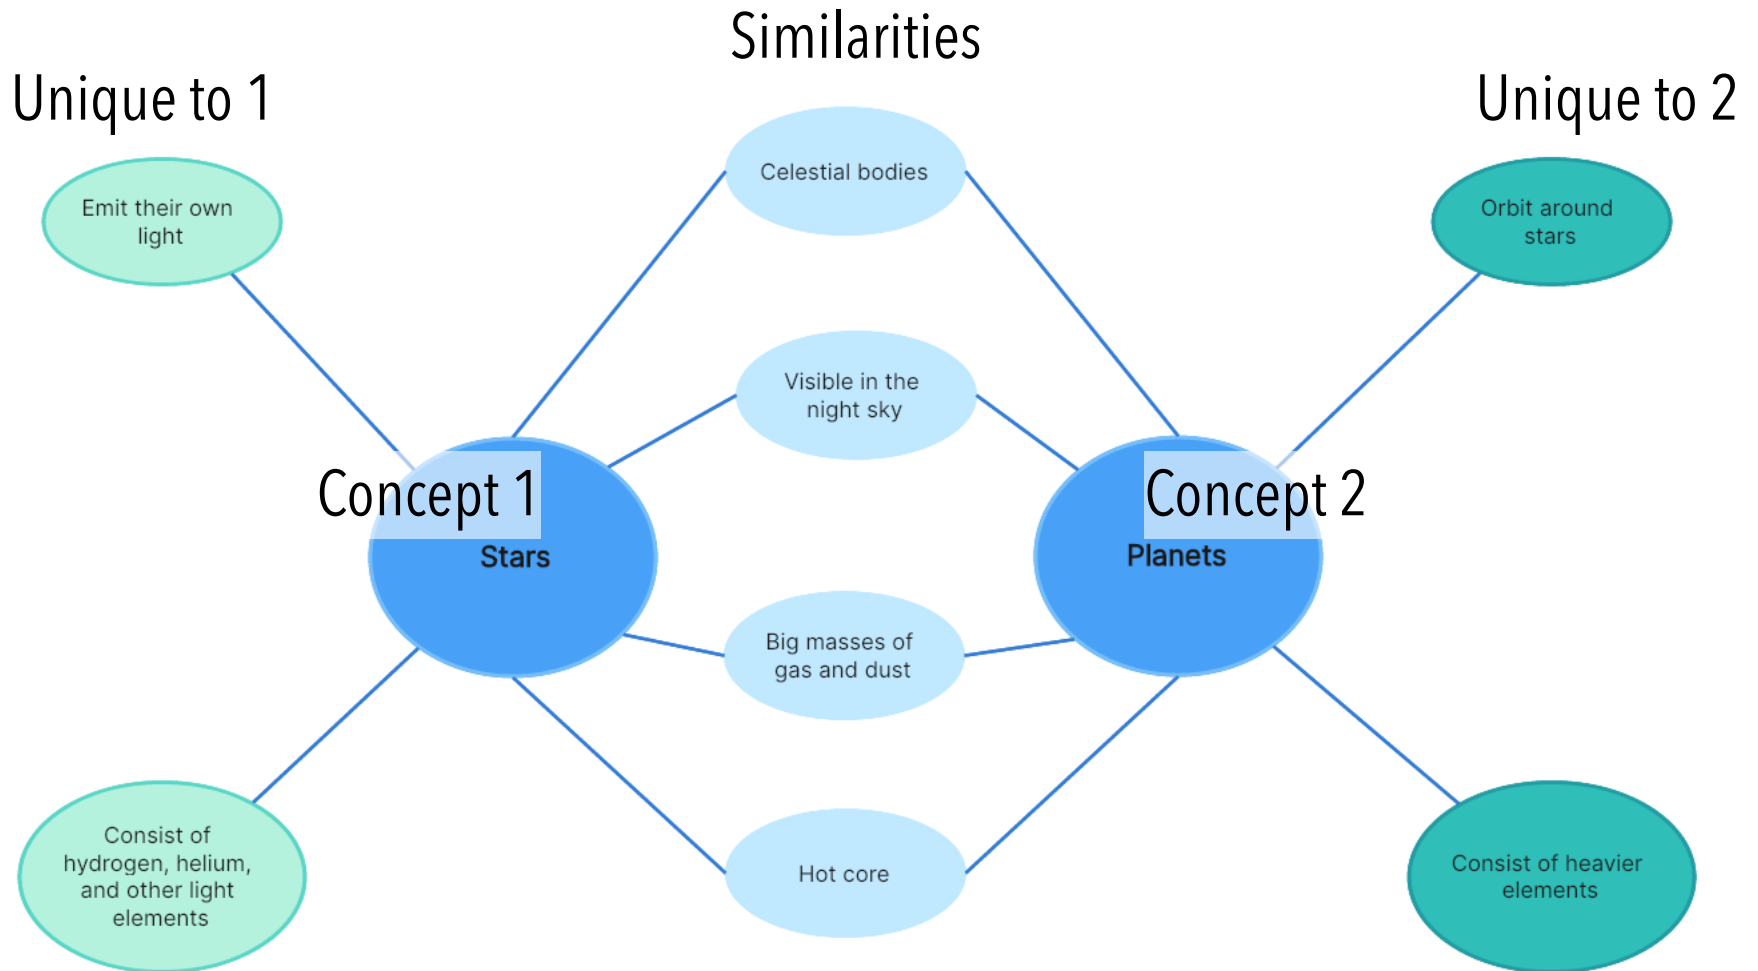 Similarities
Unique to 1
Unique to 2
Celestial bodies
Emit their own
light
Orbit around
stars
Visible in the
night sky
Concept 1
Concept 2
Stars
Planets
Big masses of
gas and dust
Consist of
hydrogen, helium,
and other light
elements
Hot core
Consist of heavier
elements